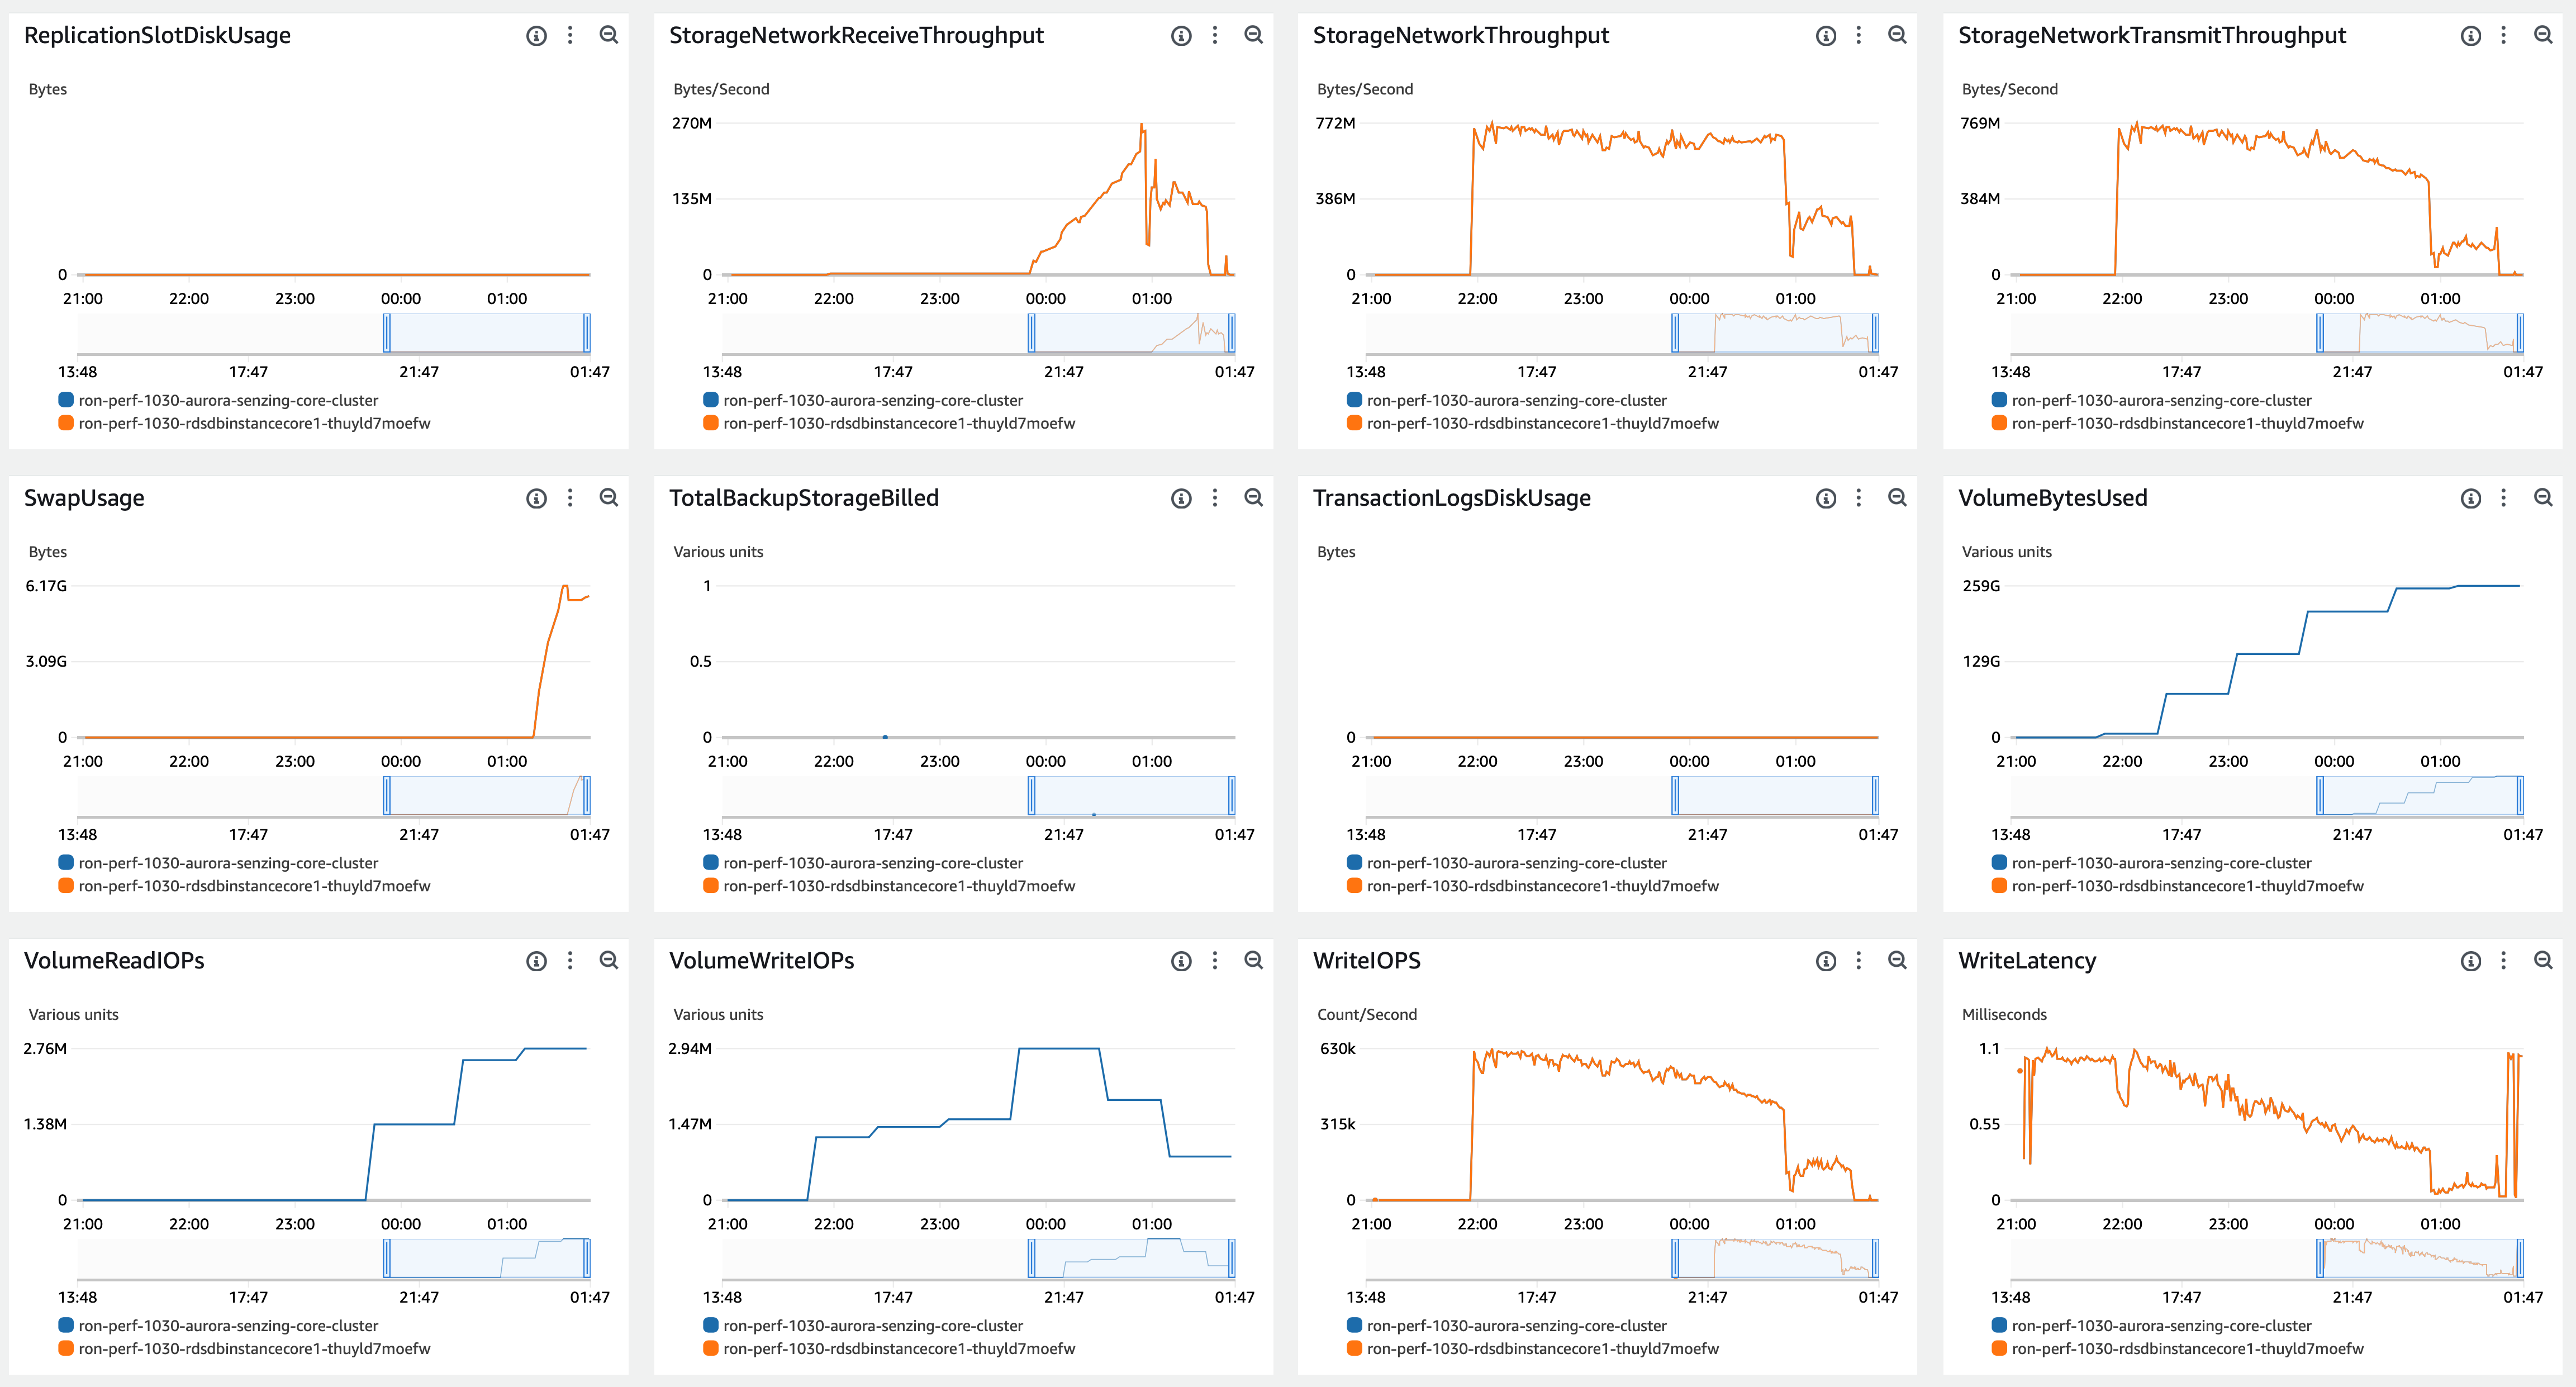 ReplicationSlotDiskUsage
Bytes
0
21:00 22:00 23:00 00:00 01:00
13:48 17:47 21:47 01:47
ron-perf-1030-aurora-senzing-core-cluster
ron-perf-1030-rdsdbinstancecore1-thuyld7moefw
StorageNetworkReceiveThroughput
Bytes/Second
270M
135M
0
21:00 22:00 23:00 00:00 01:00
13:48 17:47 21:47 01:47
ron-perf-1030-aurora-senzing-core-cluster
ron-perf-1030-rdsdbinstancecore1-thuyld7moefw
StorageNetworkThroughput
Bytes/Second
772M
386M
0
21:00 22:00 23:00 00:00 01:00
13:48 17:47 21:47 01:47
ron-perf-1030-aurora-senzing-core-cluster
ron-perf-1030-rdsdbinstancecore1-thuyld7moefw
StorageNetworkTransmitThroughput
Bytes/Second
769M
384M
0
21:00 22:00 23:00 00:00 01:00
13:48 17:47 21:47 01:47
ron-perf-1030-aurora-senzing-core-cluster
ron-perf-1030-rdsdbinstancecore1-thuyld7moefw
SwapUsage
Bytes
6.17G
3.09G
0
21:00 22:00 23:00 00:00 01:00
13:48 17:47 21:47 01:47
ron-perf-1030-aurora-senzing-core-cluster
ron-perf-1030-rdsdbinstancecore1-thuyld7moefw
TotalBackupStorageBilled
Various units
1
0.5
0
21:00 22:00 23:00 00:00 01:00
13:48 17:47 21:47 01:47
ron-perf-1030-aurora-senzing-core-cluster
ron-perf-1030-rdsdbinstancecore1-thuyld7moefw
TransactionLogsDiskUsage
Bytes
0
21:00 22:00 23:00 00:00 01:00
13:48 17:47 21:47 01:47
ron-perf-1030-aurora-senzing-core-cluster
ron-perf-1030-rdsdbinstancecore1-thuyld7moefw
VolumeBytesUsed
Various units
259G
129G
0
21:00 22:00 23:00 00:00 01:00
13:48 17:47 21:47 01:47
ron-perf-1030-aurora-senzing-core-cluster
ron-perf-1030-rdsdbinstancecore1-thuyld7moefw
VolumeReadIOPs
Various units
2.76M
1.38M
0
21:00 22:00 23:00 00:00 01:00
13:48 17:47 21:47 01:47
ron-perf-1030-aurora-senzing-core-cluster
ron-perf-1030-rdsdbinstancecore1-thuyld7moefw
VolumeWriteIOPs
Various units
2.94M
1.47M
0
21:00 22:00 23:00 00:00 01:00
13:48 17:47 21:47 01:47
ron-perf-1030-aurora-senzing-core-cluster
ron-perf-1030-rdsdbinstancecore1-thuyld7moefw
WriteIOPS
Count/Second
630k
315k
0
21:00 22:00 23:00 00:00 01:00
13:48 17:47 21:47 01:47
ron-perf-1030-aurora-senzing-core-cluster
ron-perf-1030-rdsdbinstancecore1-thuyld7moefw
WriteLatency
Milliseconds
1.1
0.55
0
21:00 22:00 23:00 00:00 01:00
13:48 17:47 21:47 01:47
ron-perf-1030-aurora-senzing-core-cluster
ron-perf-1030-rdsdbinstancecore1-thuyld7moefw